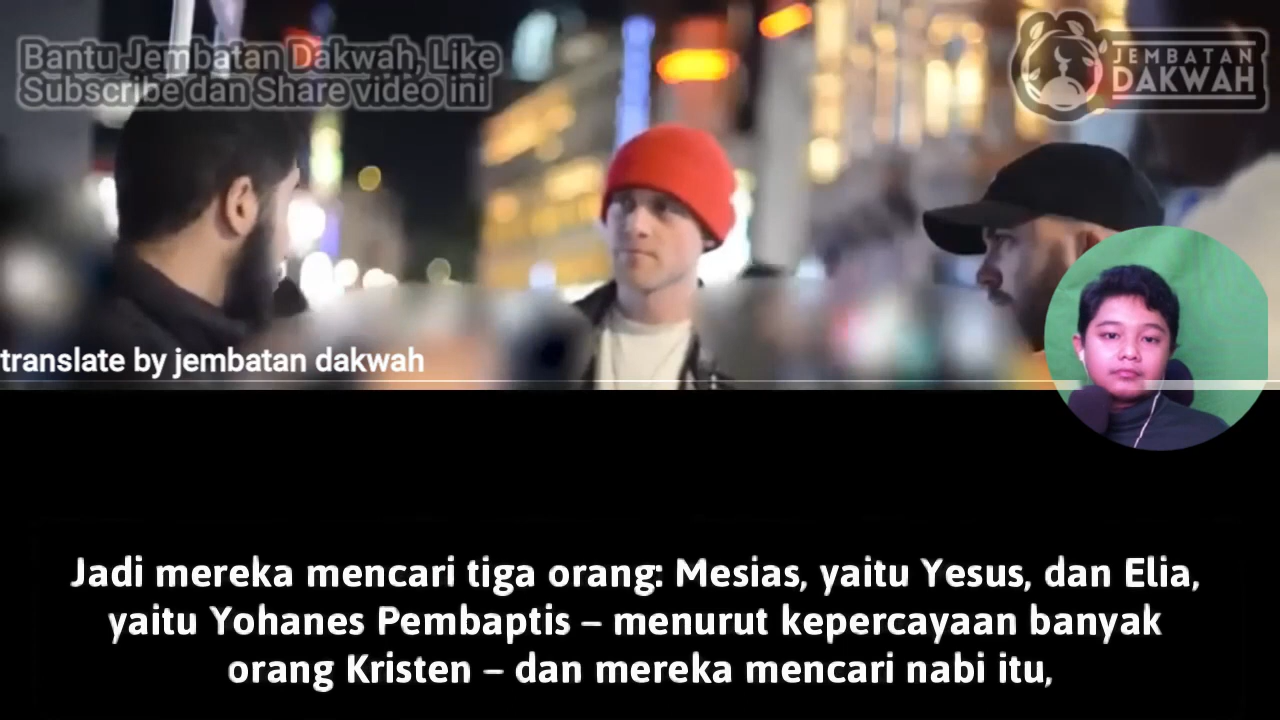 Bantu Jembatan Dakwah, Like
Subscribe dan Share video ini
JEMBATAN
DAKWAH
translate by jembatan dakwah
Jadi mereka mencari tiga orang: Mesias, yaitu Yesus, dan Elia,
yaitu Yohanes Pembaptis – menurut kepercayaan banyak
orang Kristen – dan mereka mencari nabi itu,